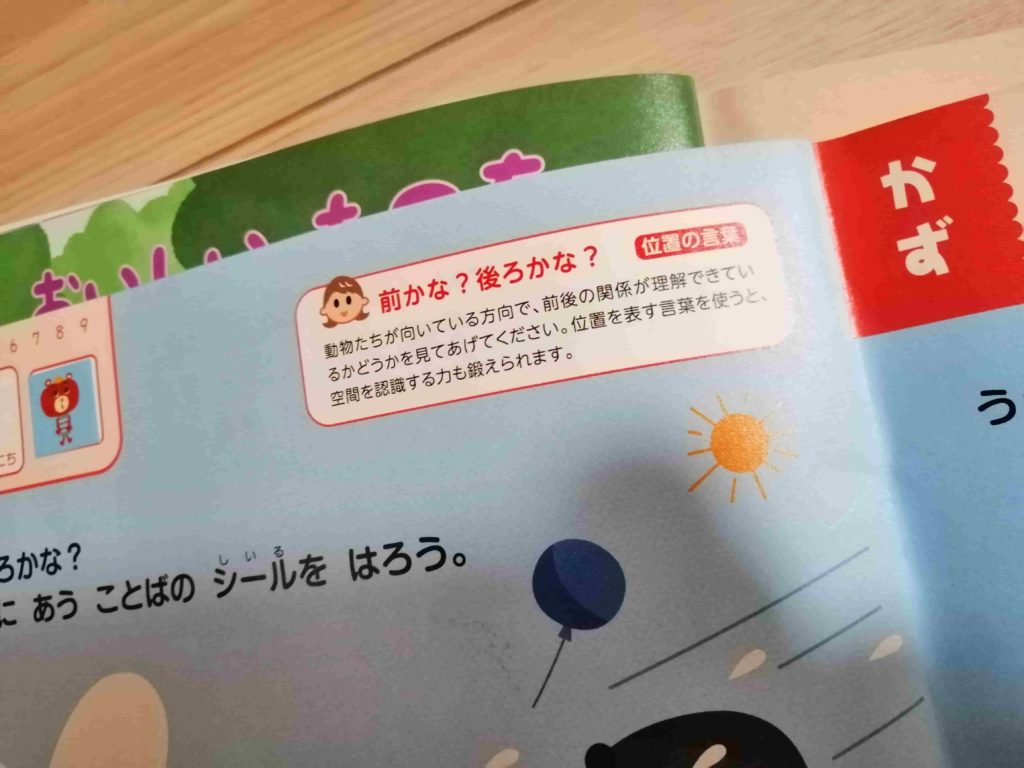 かず
前かな？後ろかな？
位置の言葉
動物たちが向いている方向で、前後の関係が理解できてい
るかどうかを見てあげてください。位置を表す言葉を使うと、
空間を認識する力も鍛えられます。
6 7 8 9
にち
う
ろかな？
しいる
に あう ことばの シールを はろう。